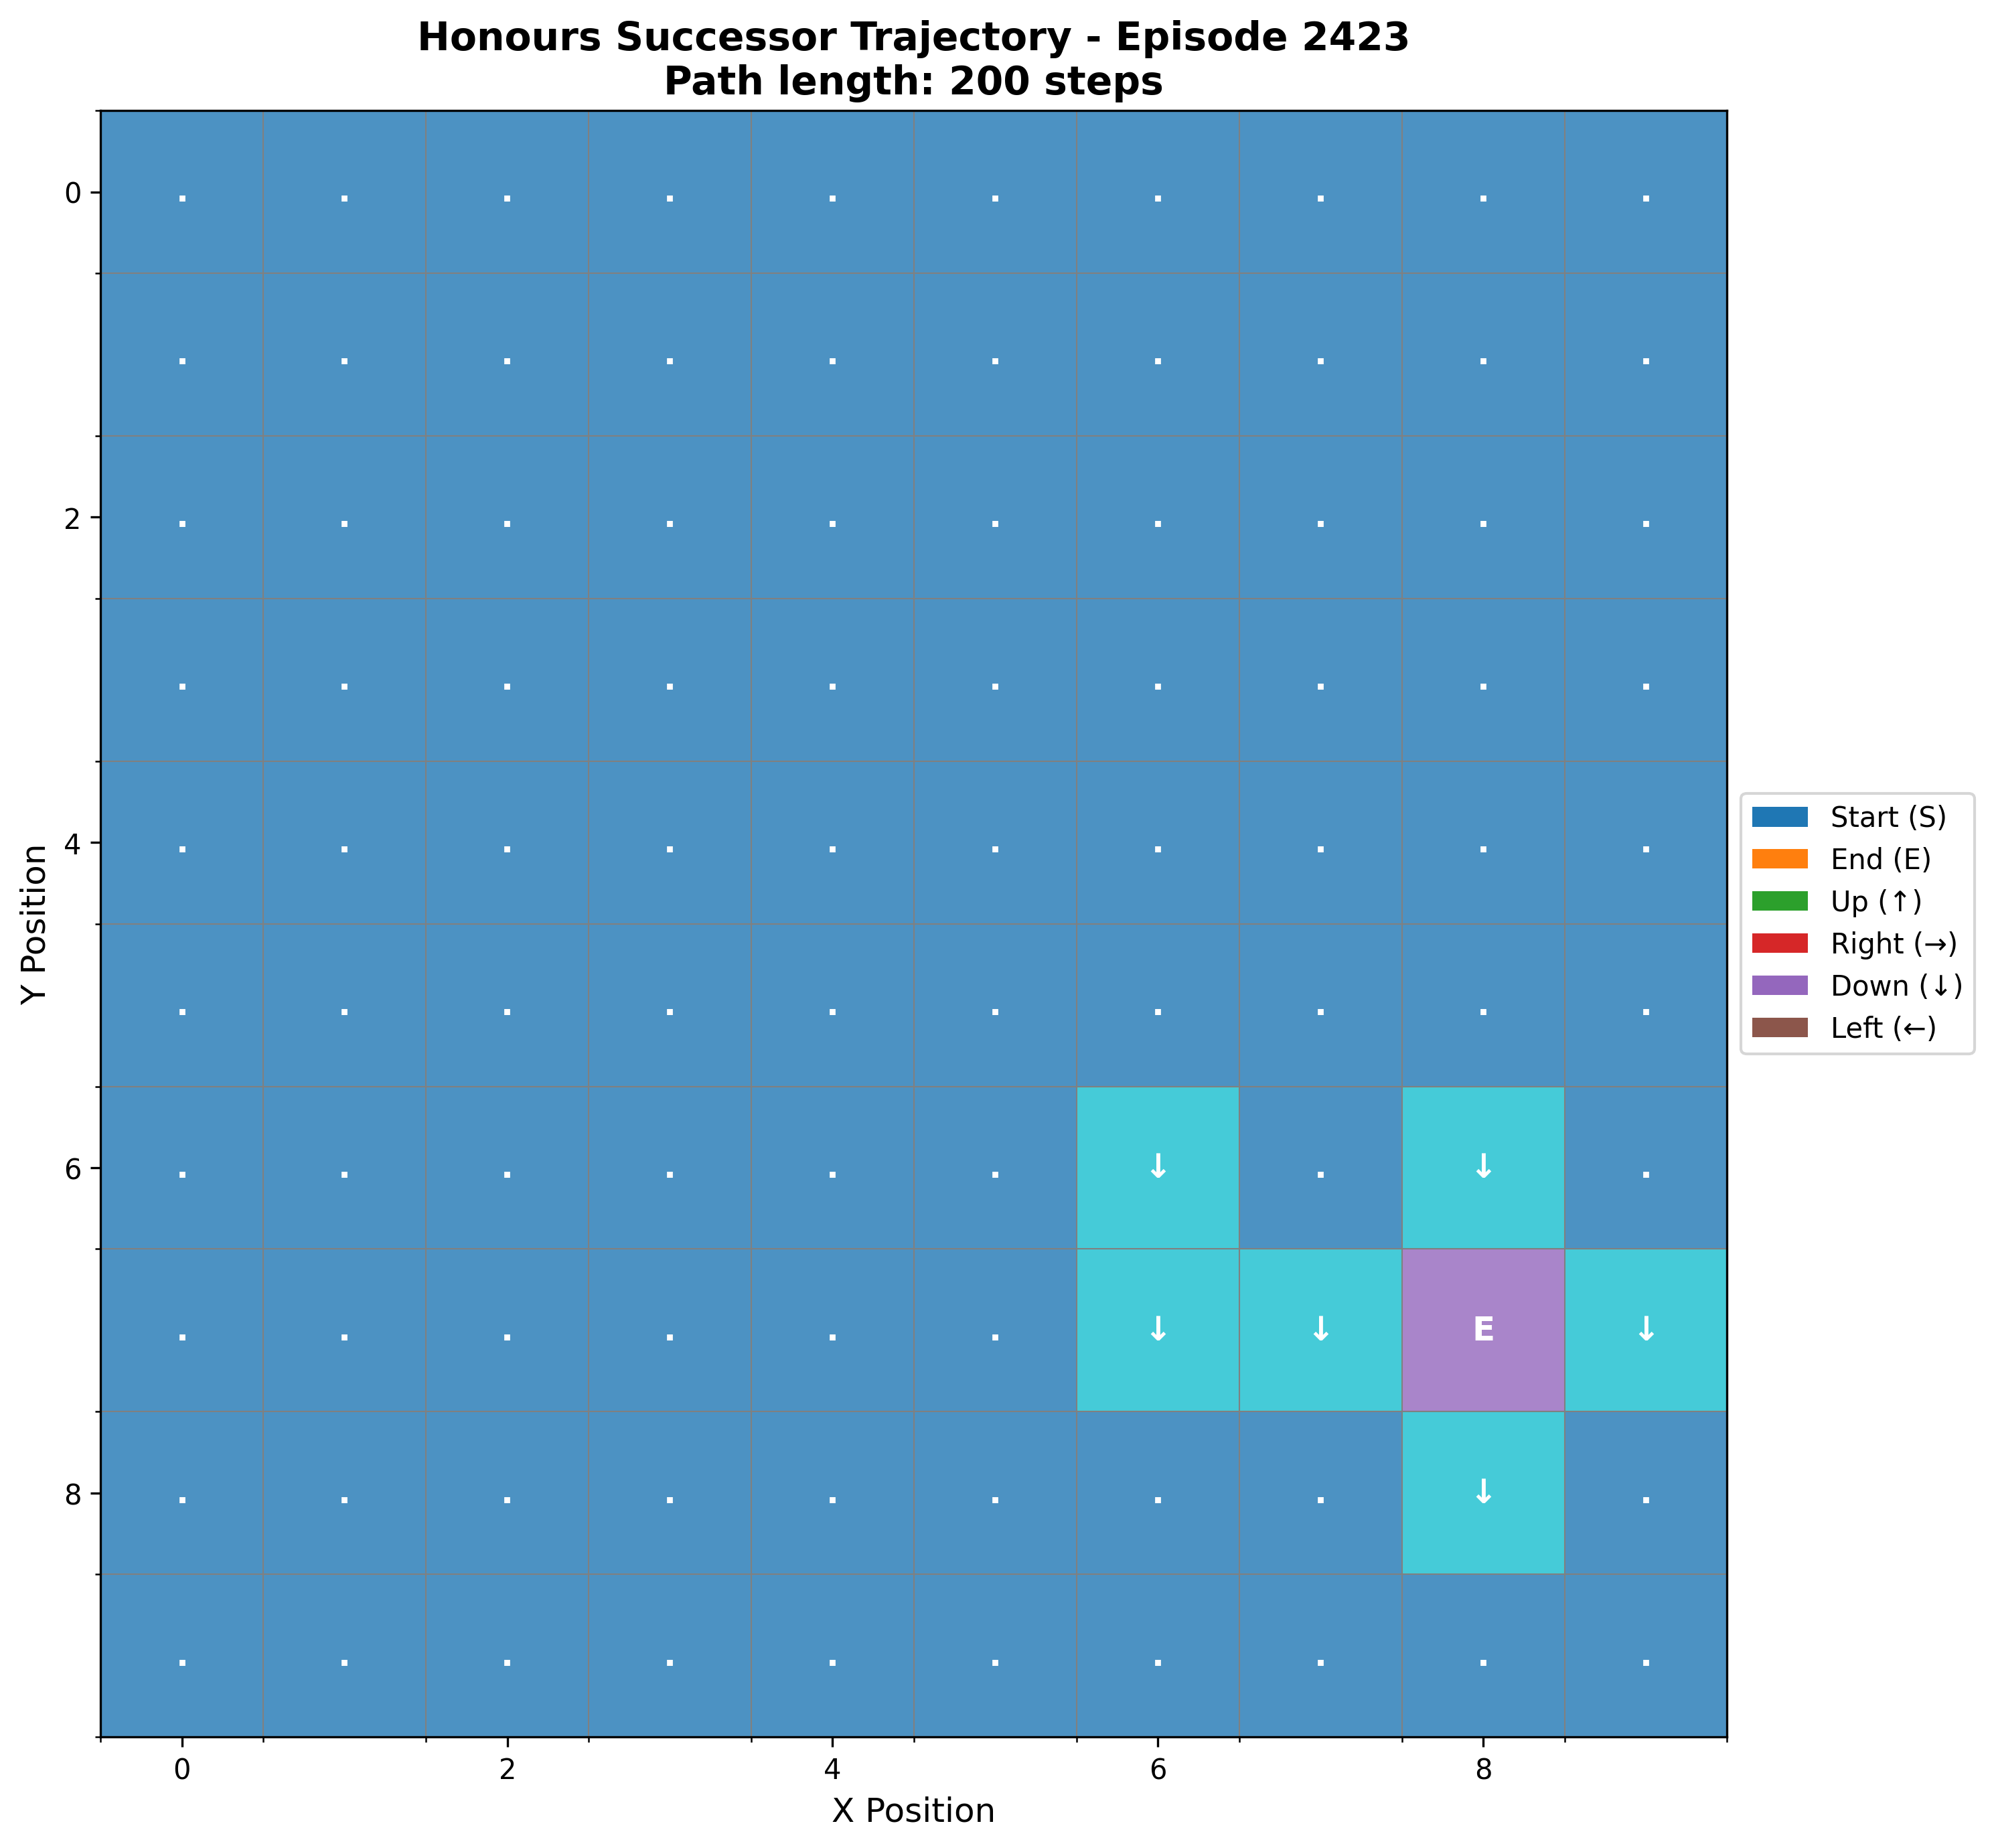 Honours Successor Trajectory - Episode 2423
Path length: 200 steps
0
2
4
6
8
Y Position
↓ ↓
↓ ↓ E ↓
↓
0 2 4 6 8
X Position
Start (S)
End (E)
Up (↑)
Right (→)
Down (↓)
Left (←)